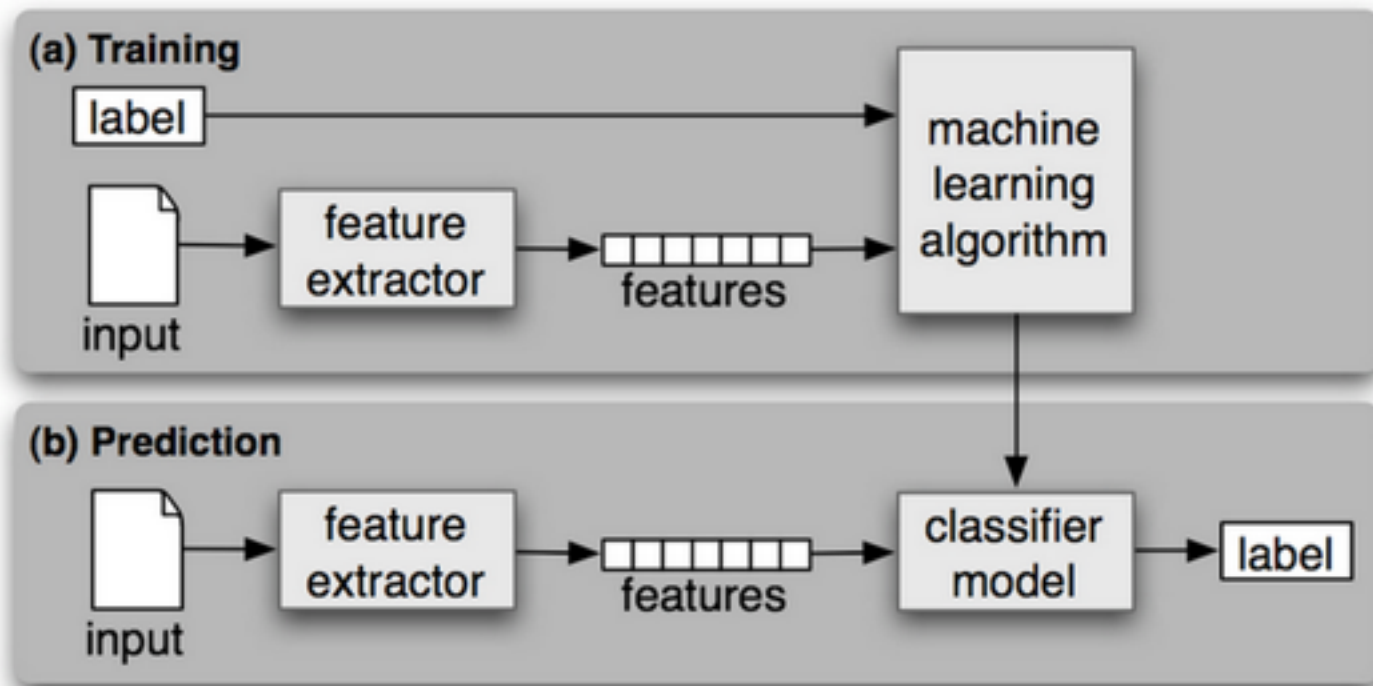 (a) Training
label
machine
learning
algorithm
feature
extractor
features
input
(b) Prediction
feature
extractor
features
classifier
model
label
input